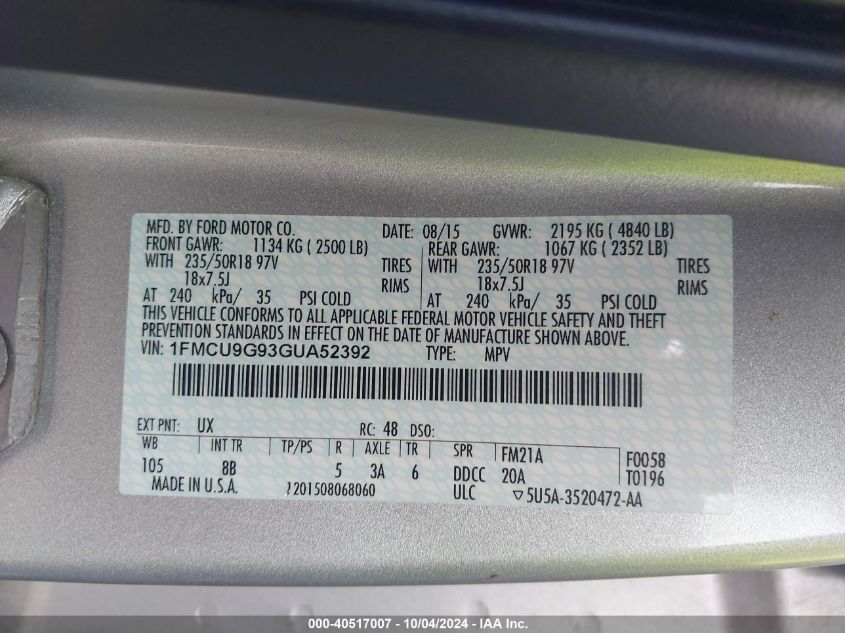 MFD. BY FORD MOTOR CO. DATE: 08/15 GVWR: 2195 KG ( 4840 LB)
FRONT GAWR: 1134 KG ( 2500 LB) REAR GAWR: 1067 KG ( 2352 LB)
WITH 235/50R18 97V TIRES WITH 235/50R18 97V TIRES
18x7.5J RIMS 18x7.5J RIMS
AT 240 kPa/ 35 PSI COLD AT 240 kPa/ 35 PSI COLD
THIS VEHICLE CONFORMS TO ALL APPLICABLE FEDERAL MOTOR VEHICLE SAFETY AND THEFT
PREVENTION STANDARDS IN EFFECT ON THE DATE OF MANUFACTURE SHOWN ABOVE.
VIN: 1FMCU9G93GUA52392 TYPE: MPV
EXT PNT: UX RC: 48 DSO:
WB INT TR TP/PS R AXLE TR SPR FM21A F0058
105 8B 5 3A 6 DDCC 20A T0196
MADE IN U.S.A. 1201508068060 ULC ▽5U5A-3520472-AA
000-40517007 - 10/04/2024 - IAA Inc.